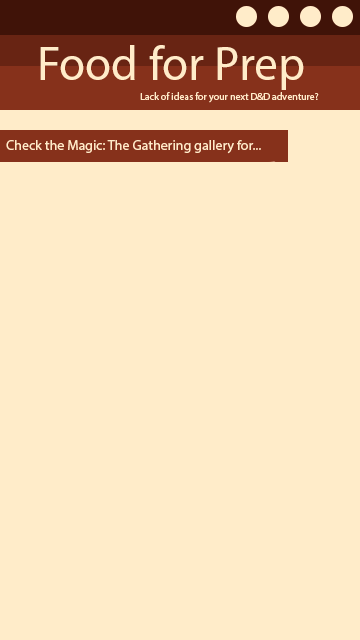 Food for Prep
Lack of ideas for your next D&D adventure?
Check the Magic: The Gathering gallery for...